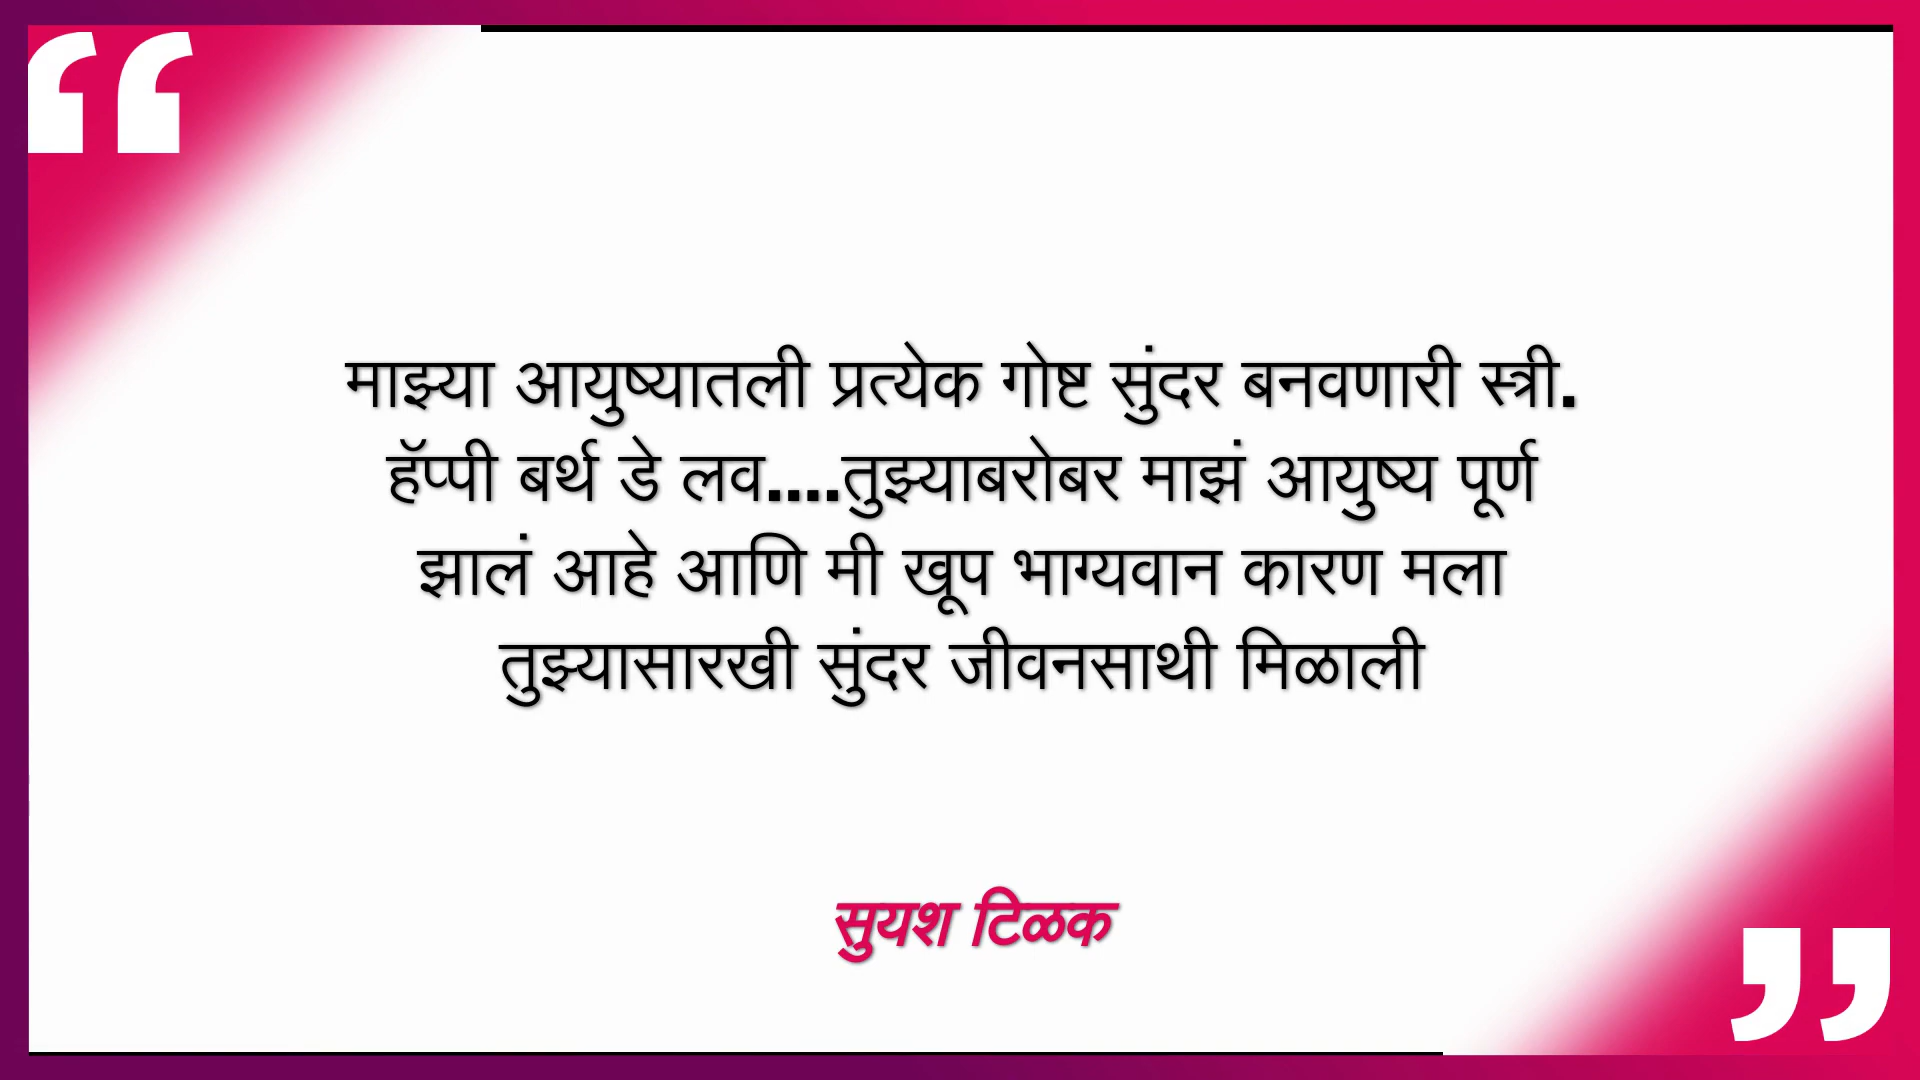 माझ्या आयुष्यातली प्रत्येक गोष्ट सुंदर बनवणारी स्त्री.
हॅप्पी बर्थ डे लव....तुझ्याबरोबर माझं आयुष्य पूर्ण
झालं आहे आणि मी खूप भाग्यवान कारण मला
तुझ्यासारखी सुंदर जीवनसाथी मिळाली
सुयश टिळक